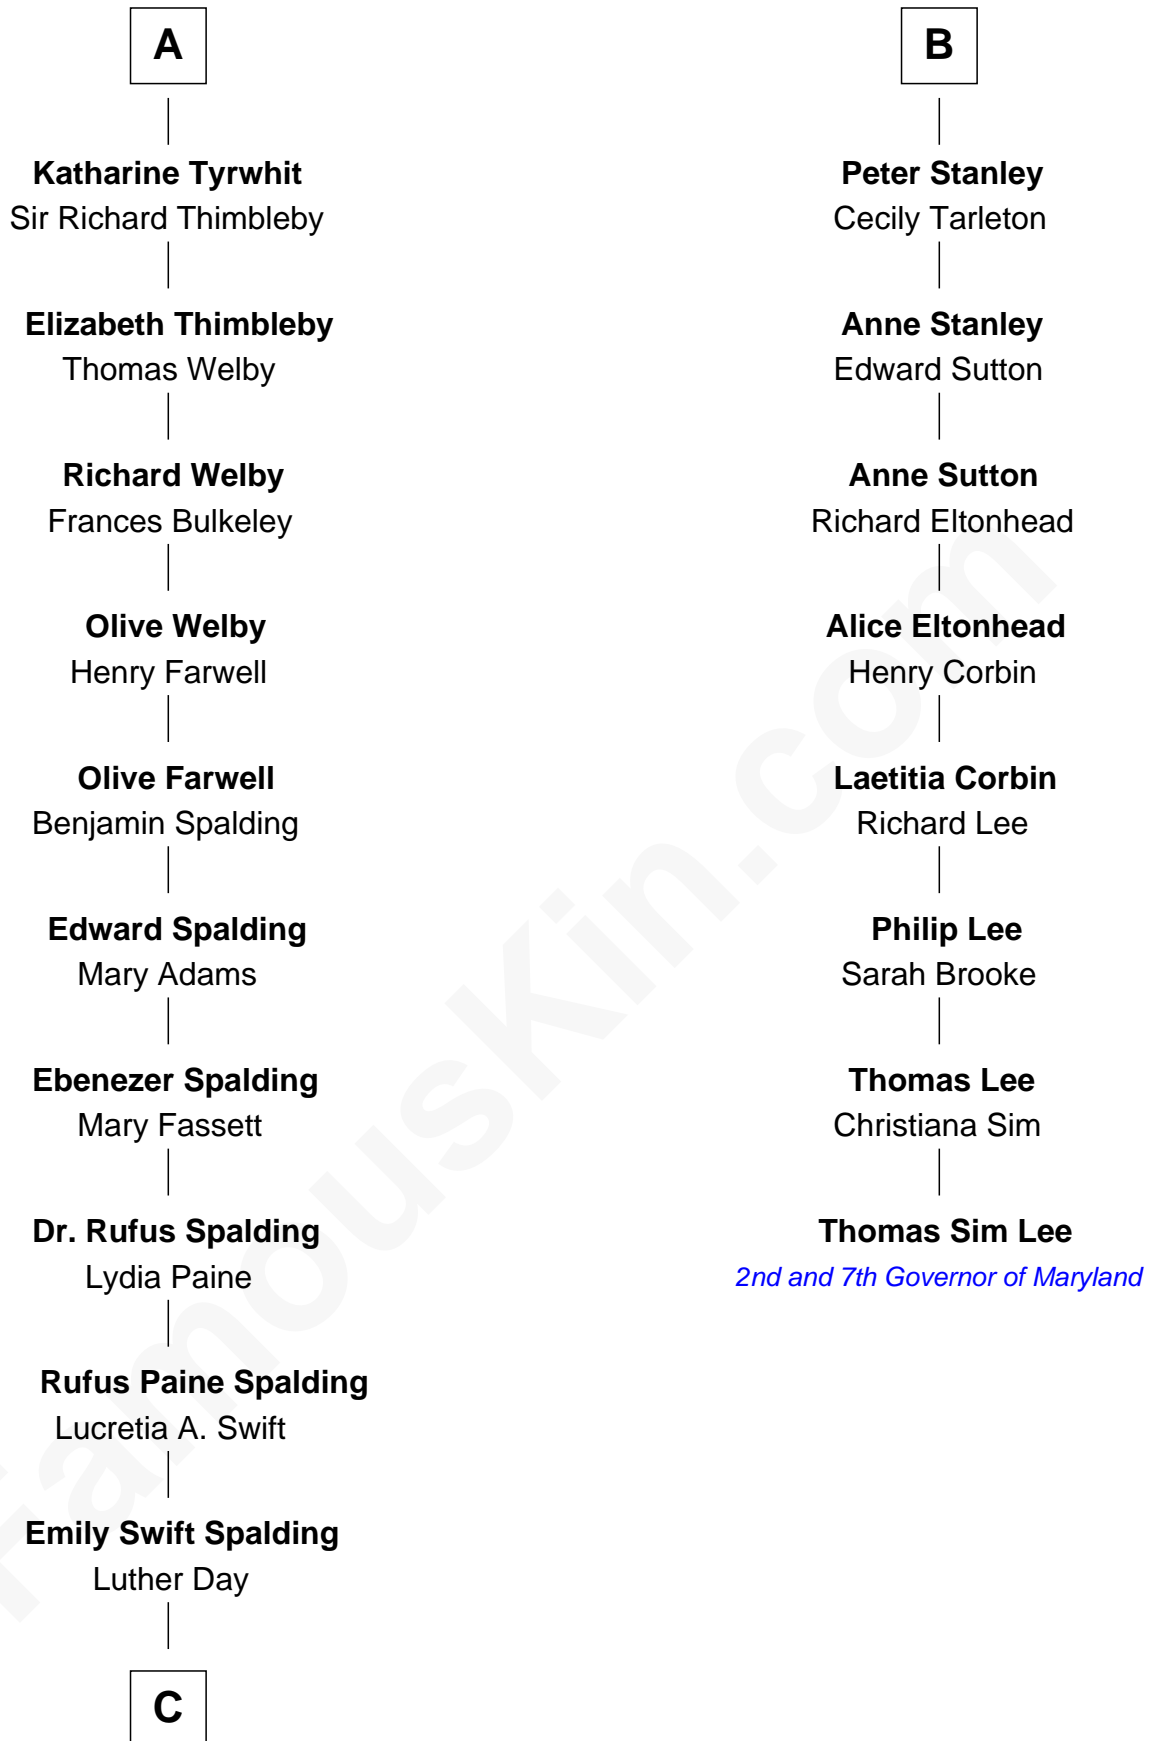 A
Katharine Tyrwhit
Sir Richard Thimbleby
Elizabeth Thimbleby
Thomas Welby
Richard Welby
Frances Bulkeley
Olive Welby
Henry Farwell
Olive Farwell
Benjamin Spalding
Edward Spalding
Mary Adams
Ebenezer Spalding
Mary Fassett
Dr. Rufus Spalding
Lydia Paine
Rufus Paine Spalding
Lucretia A. Swift
Emily Swift Spalding
Luther Day
C
B
Peter Stanley
Cecily Tarleton
Anne Stanley
Edward Sutton
Anne Sutton
Richard Eltonhead
Alice Eltonhead
Henry Corbin
Laetitia Corbin
Richard Lee
Philip Lee
Sarah Brooke
Thomas Lee
Christiana Sim
Thomas Sim Lee
2nd and 7th Governor of Maryland
FamousKin.com